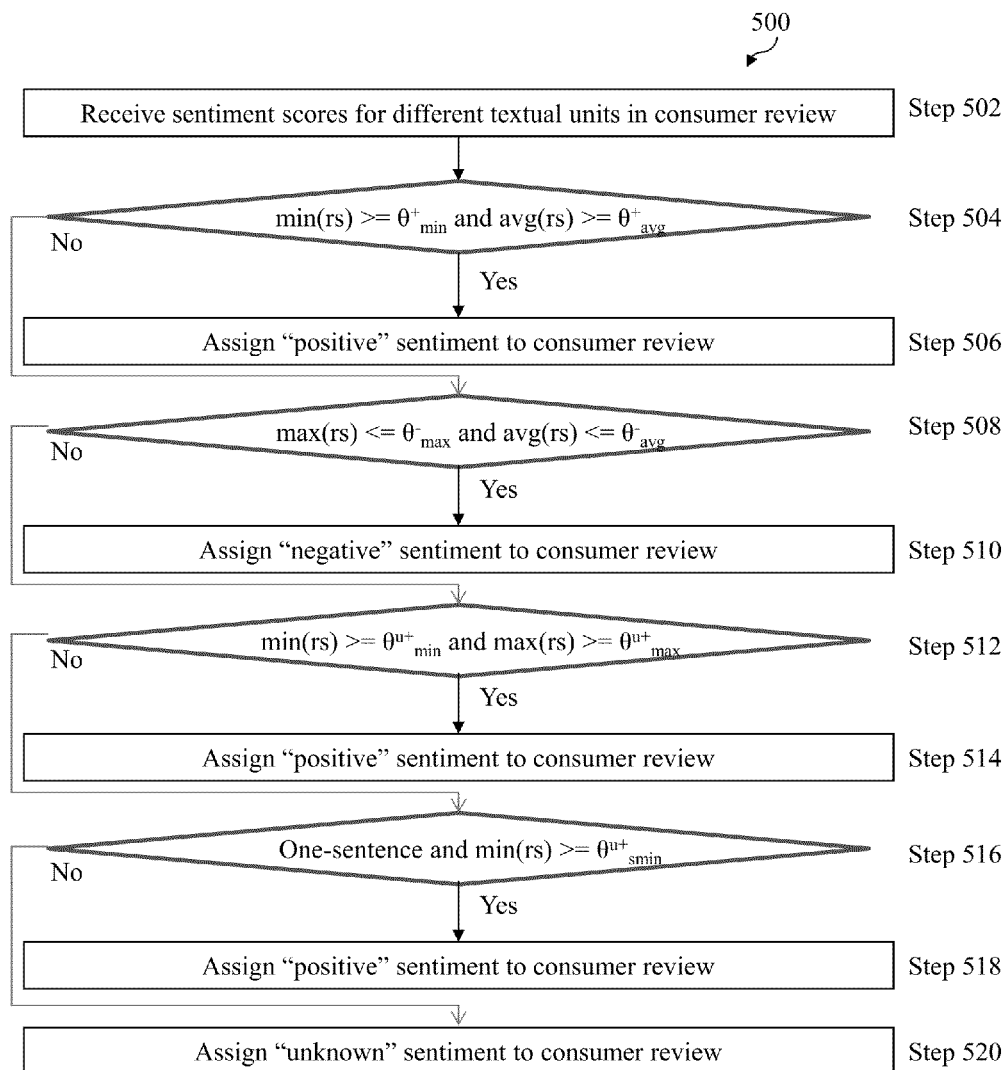 500
Receive sentiment scores for different textual units in consumer review
Step 502
min(rs) >= θ⁺min and avg(rs) >= θ⁺avg
Step 504
No
Yes
Assign “positive” sentiment to consumer review
Step 506
max(rs) <= θ⁻max and avg(rs) <= θ⁻avg
Step 508
No
Yes
Assign “negative” sentiment to consumer review
Step 510
min(rs) >= θᵘ⁺min and max(rs) >= θᵘ⁺max
Step 512
No
Yes
Assign “positive” sentiment to consumer review
Step 514
One-sentence and min(rs) >= θᵘ⁺smin
Step 516
No
Yes
Assign “positive” sentiment to consumer review
Step 518
Assign “unknown” sentiment to consumer review
Step 520